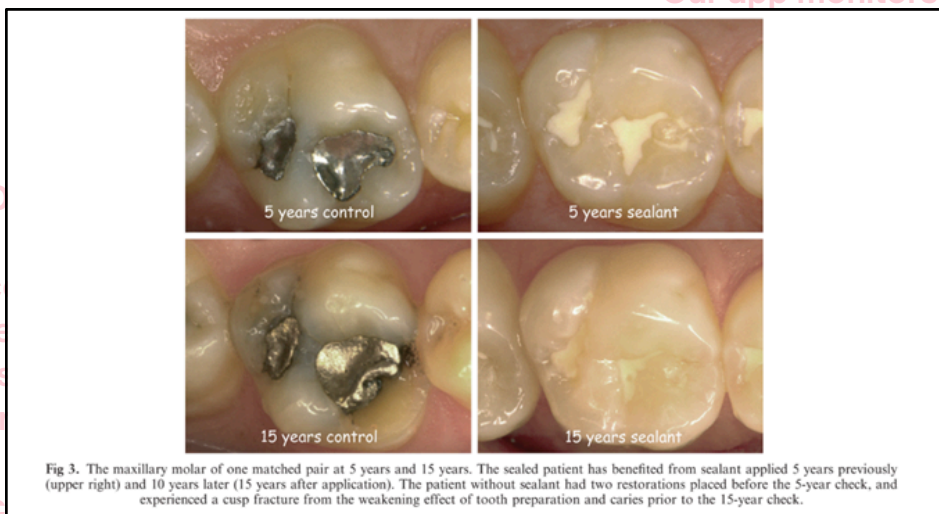 5 years control
5 years sealant
15 years control
15 years sealant
Fig 3. The maxillary molar of one matched pair at 5 years and 15 years. The sealed patient has benefited from sealant applied 5 years previously
(upper right) and 10 years later (15 years after application). The patient without sealant had two restorations placed before the 5-year check, and
experienced a cusp fracture from the weakening effect of tooth preparation and caries prior to the 15-year check.